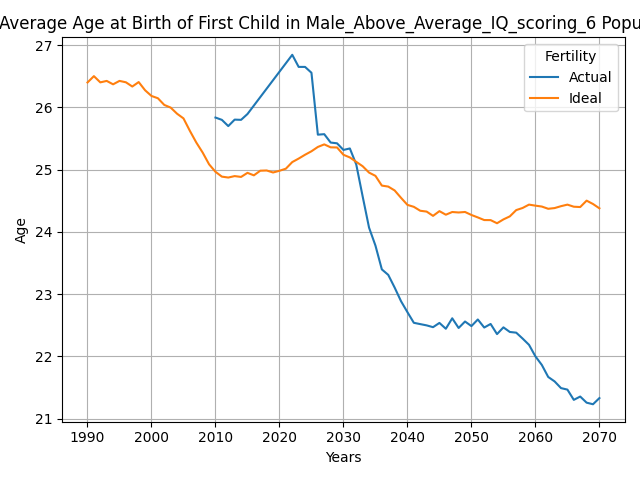 Average Age at Birth of First Child in Male_Above_Average_IQ_scoring_6 Popu
27
26
25
24
23
22
21
Age
1990
2000
2010
2020
2030
2040
2050
2060
2070
Years
Fertility
Actual
Ideal